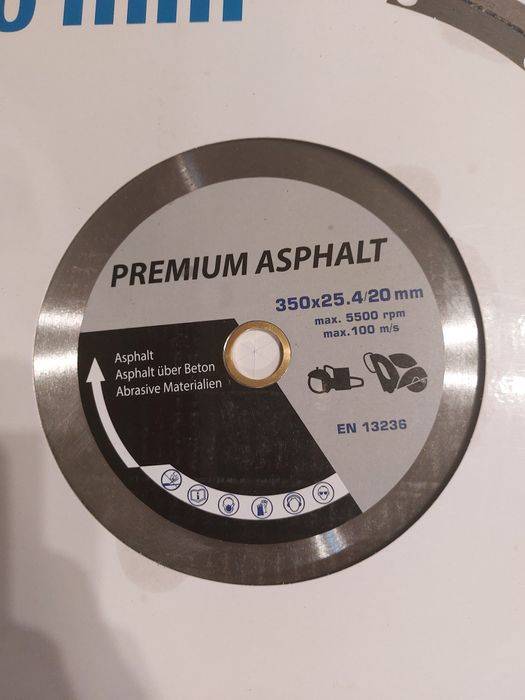 mm
PREMIUM ASPHALT
350x25.4/20 mm
max. 5500 rpm
max.100 m/s
Asphalt
Asphalt über Beton
Abrasive Materialien
EN 13236